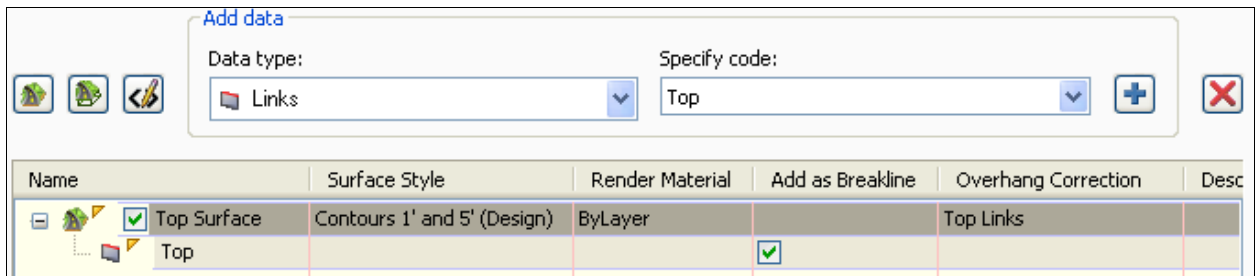 Add data
Data type: Specify code:
Links Top
Name Surface Style Render Material Add as Breakline Overhang Correction Desc
Top Surface Contours 1' and 5' (Design) ByLayer Top Links
Top